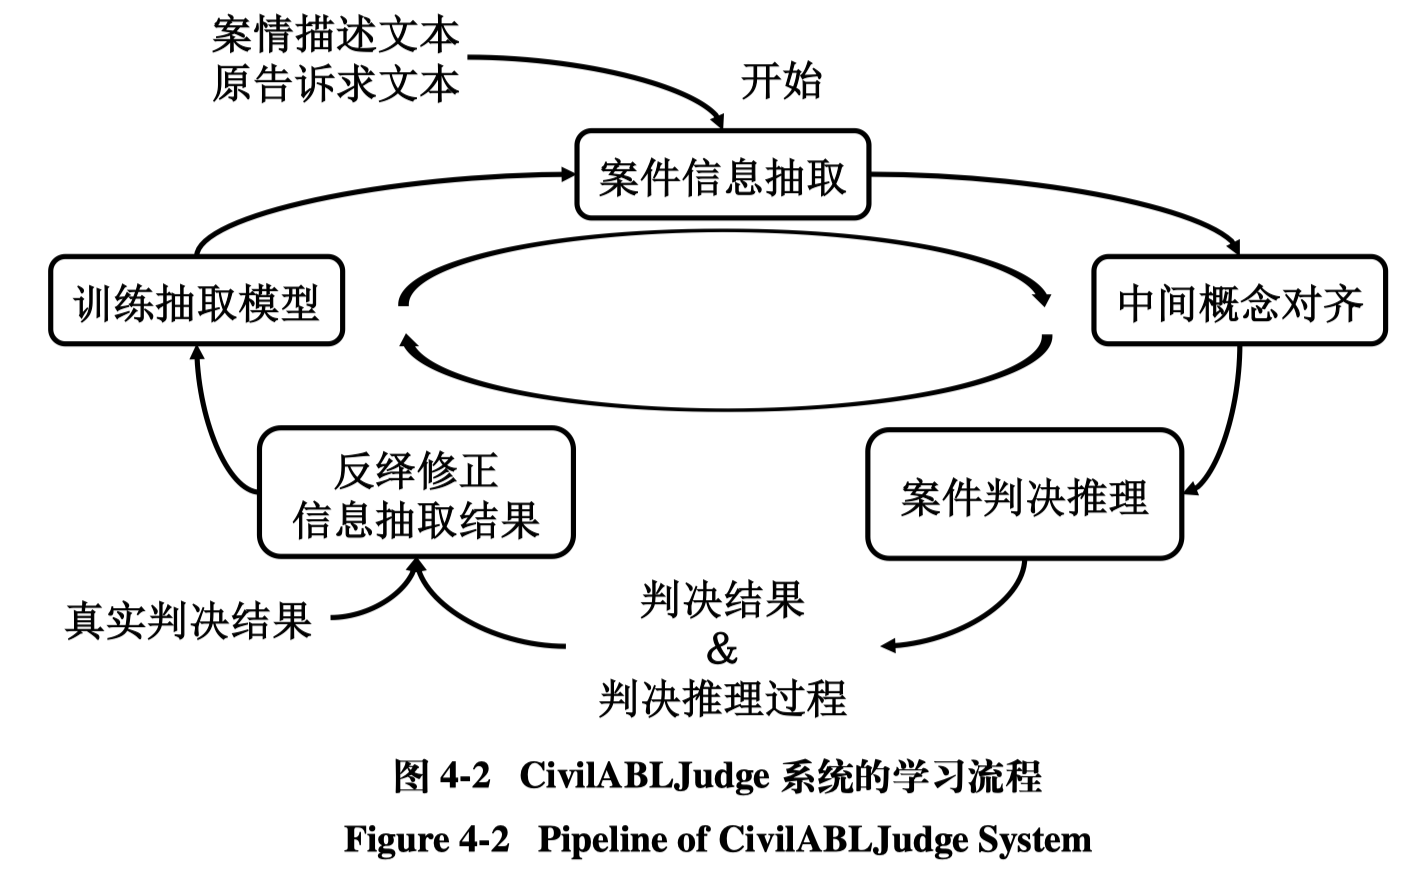 案情描述文本
原告诉求文本
开始
案件信息抽取
训练抽取模型
中间概念对齐
反绎修正
信息抽取结果
案件判决推理
真实判决结果
判决结果
&
判决推理过程
图 4-2 CivilABLJudge 系统的学习流程
Figure 4-2 Pipeline of CivilABLJudge System